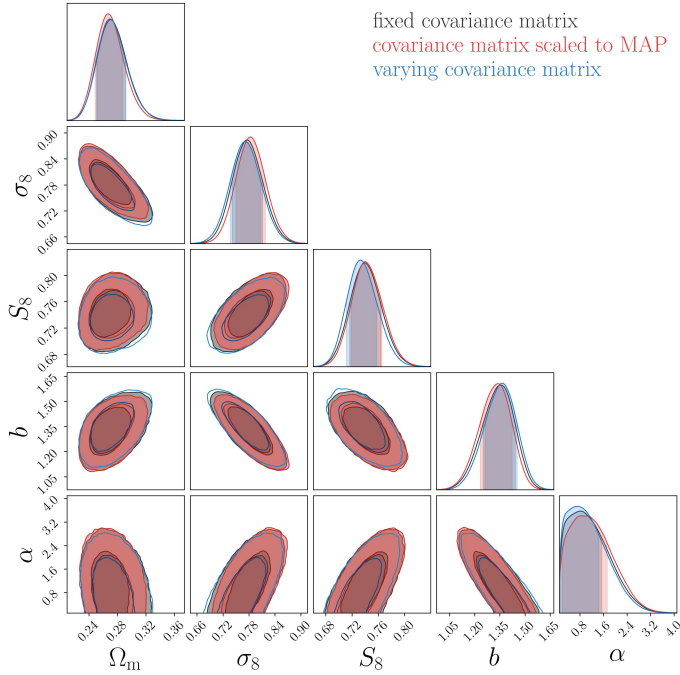 fixed covariance matrix
covariance matrix scaled to MAP
varying covariance matrix
0.90
0.84
0.78
0.72
0.66
σ8
0.80
0.76
0.72
0.68
S8
1.65
1.50
1.35
1.20
1.05
b
4.0
3.2
2.4
1.6
0.8
α
0.24 0.28 0.32 0.36 0.66 0.72 0.78 0.84 0.90 0.68 0.72 0.76 0.80 1.05 1.20 1.35 1.50 1.65 0.8 1.6 2.4 3.2 4.0
Ωm σ8 S8 b α